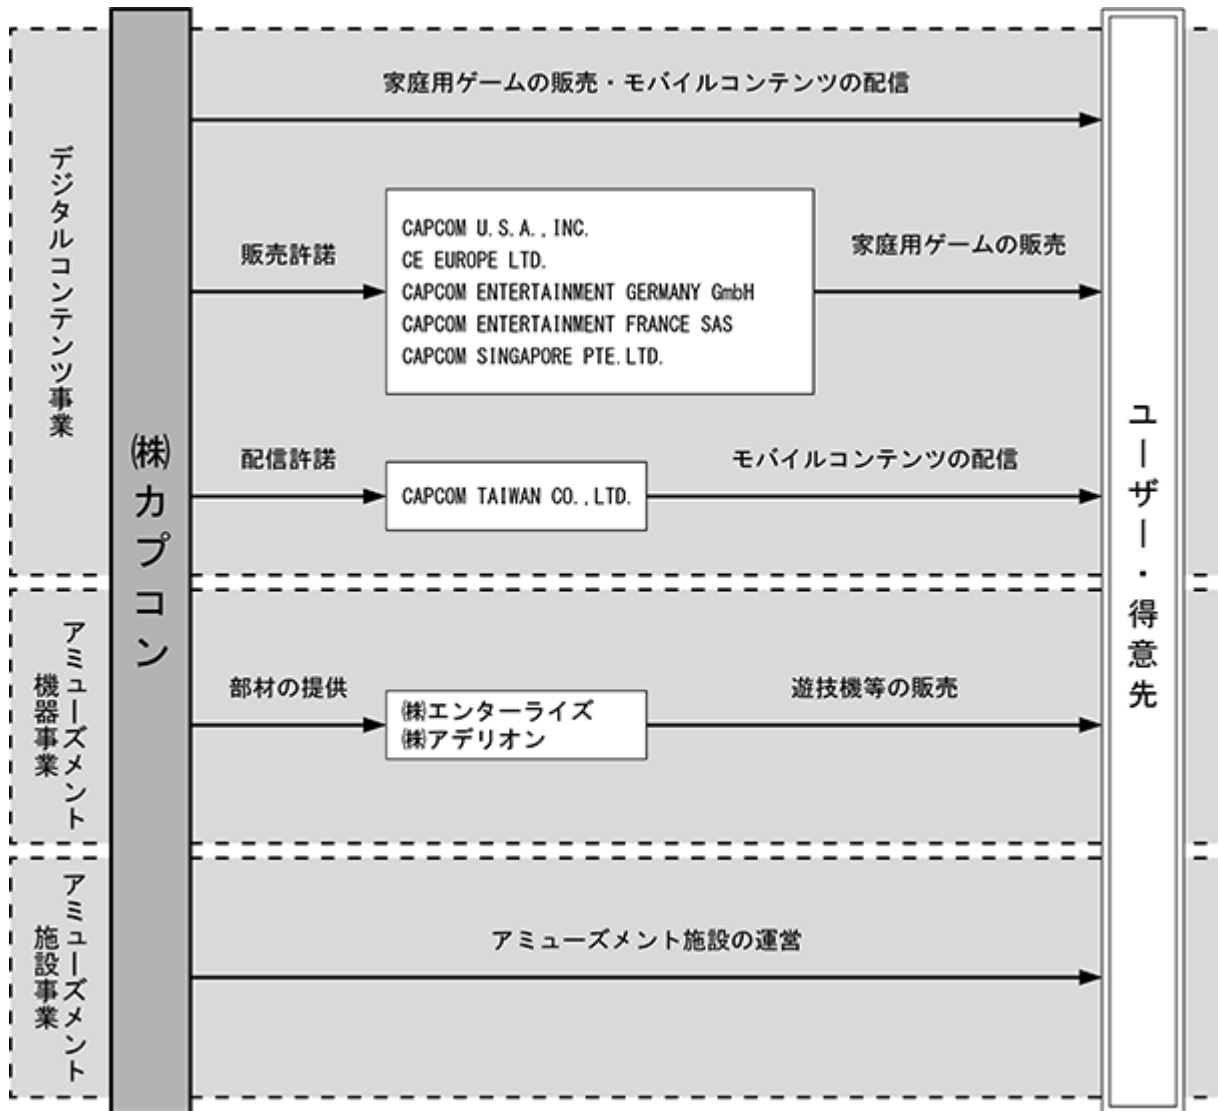 家庭用ゲームの販売・モバイルコンテンツの配信
デジタルコンテンツ事業
㈱カプコン
販売許諾
CAPCOM U.S.A.,INC.
CE EUROPE LTD.
CAPCOM ENTERTAINMENT GERMANY GmbH
CAPCOM ENTERTAINMENT FRANCE SAS
CAPCOM SINGAPORE PTE.LTD.
家庭用ゲームの販売
配信許諾
CAPCOM TAIWAN CO.,LTD.
モバイルコンテンツの配信
ユーザー・得意先
アミューズメント
機器事業
部材の提供
㈱エンターライズ
㈱アデリオン
遊技機等の販売
アミューズメント
施設事業
アミューズメント施設の運営